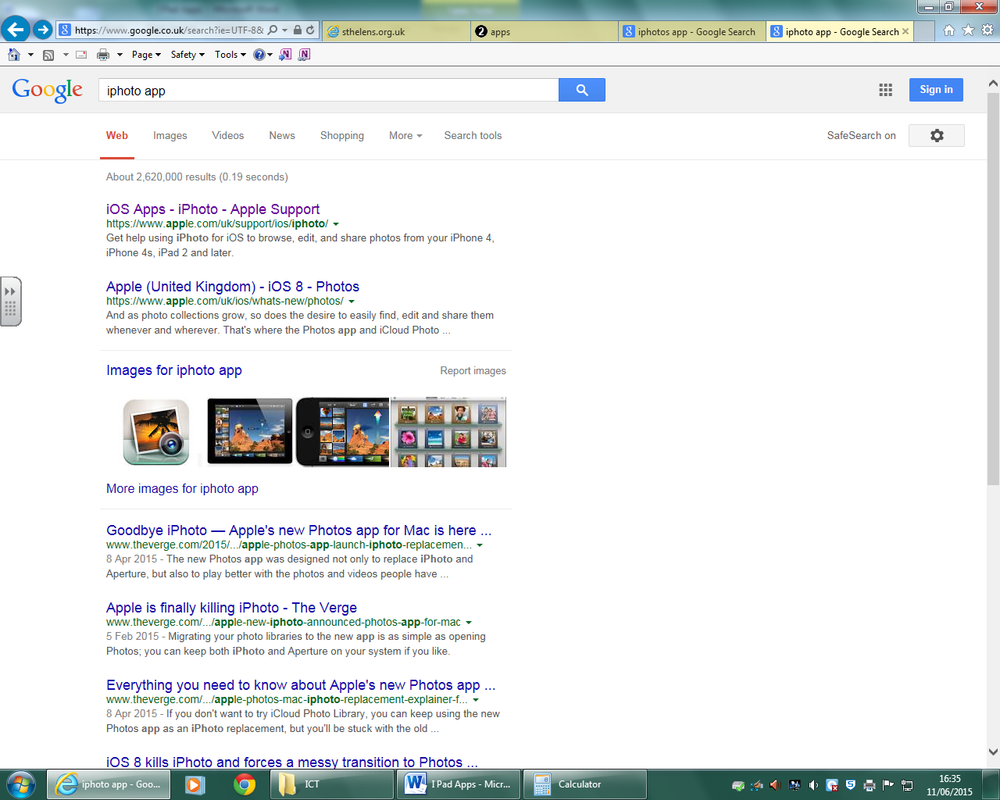 https://www.google.co.uk/search?ie=UTF-8&
sthelens.org.uk
apps
iphotos app - Google Search
iphoto app - Google Search
Page
Safety
Tools
Google
iphoto app
Sign in
Web
Images
Videos
News
Shopping
More
Search tools
SafeSearch on
About 2,620,000 results (0.19 seconds)
iOS Apps - iPhoto - Apple Support
https://www.apple.com/uk/support/ios/iphoto/
Get help using iPhoto for iOS to browse, edit, and share photos from your iPhone 4,
iPhone 4s, iPad 2 and later.
Apple (United Kingdom) - iOS 8 - Photos
https://www.apple.com/uk/ios/whats-new/photos/
And as photo collections grow, so does the desire to easily find, edit and share them
whenever and wherever. That's where the Photos app and iCloud Photo ...
Images for iphoto app
Report images
More images for iphoto app
Goodbye iPhoto — Apple's new Photos app for Mac is here ...
www.theverge.com/2015/.../apple-photos-app-launch-iphoto-replacemen...
8 Apr 2015 - The new Photos app was designed not only to replace iPhoto and
Aperture, but also to play better with the photos and videos people have ...
Apple is finally killing iPhoto - The Verge
www.theverge.com/.../apple-new-iphoto-announced-photos-app-for-mac
5 Feb 2015 - Migrating your photo libraries to the new app is as simple as opening
Photos; you can keep both iPhoto and Aperture on your system if you like.
Everything you need to know about Apple's new Photos app ...
www.theverge.com/.../apple-photos-mac-iphoto-replacement-explainer-f...
8 Apr 2015 - If you don't want to try iCloud Photo Library, you can keep using the new
Photos app as an iPhoto replacement, but you'll be stuck with the old ...
iOS 8 kills iPhoto and forces a messy transition to Photos ...
iphoto app - Goo...
ICT
I Pad Apps - Micr...
Calculator
16:35
11/06/2015